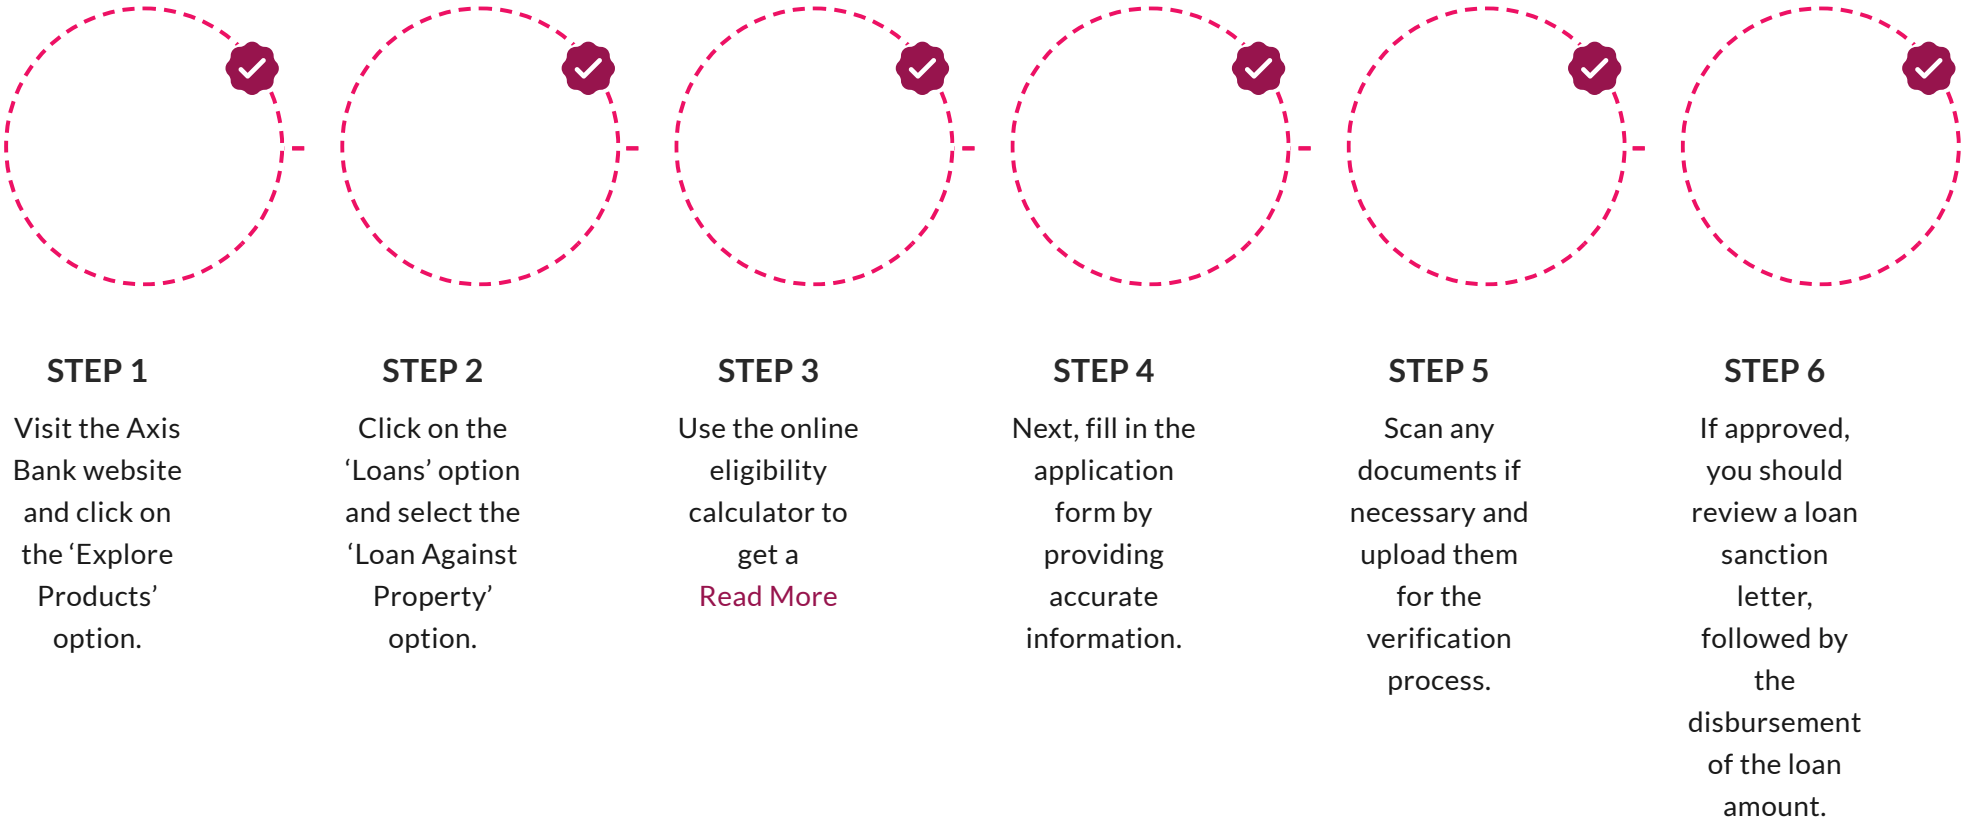 STEP 1
Visit the Axis
Bank website
and click on
the ‘Explore
Products’
option.
STEP 2
Click on the
‘Loans’ option
and select the
‘Loan Against
Property’
option.
STEP 3
Use the online
eligibility
calculator to
get a
Read More
STEP 4
Next, fill in the
application
form by
providing
accurate
information.
STEP 5
Scan any
documents if
necessary and
upload them
for the
verification
process.
STEP 6
If approved,
you should
review a loan
sanction
letter,
followed by
the
disbursement
of the loan
amount.